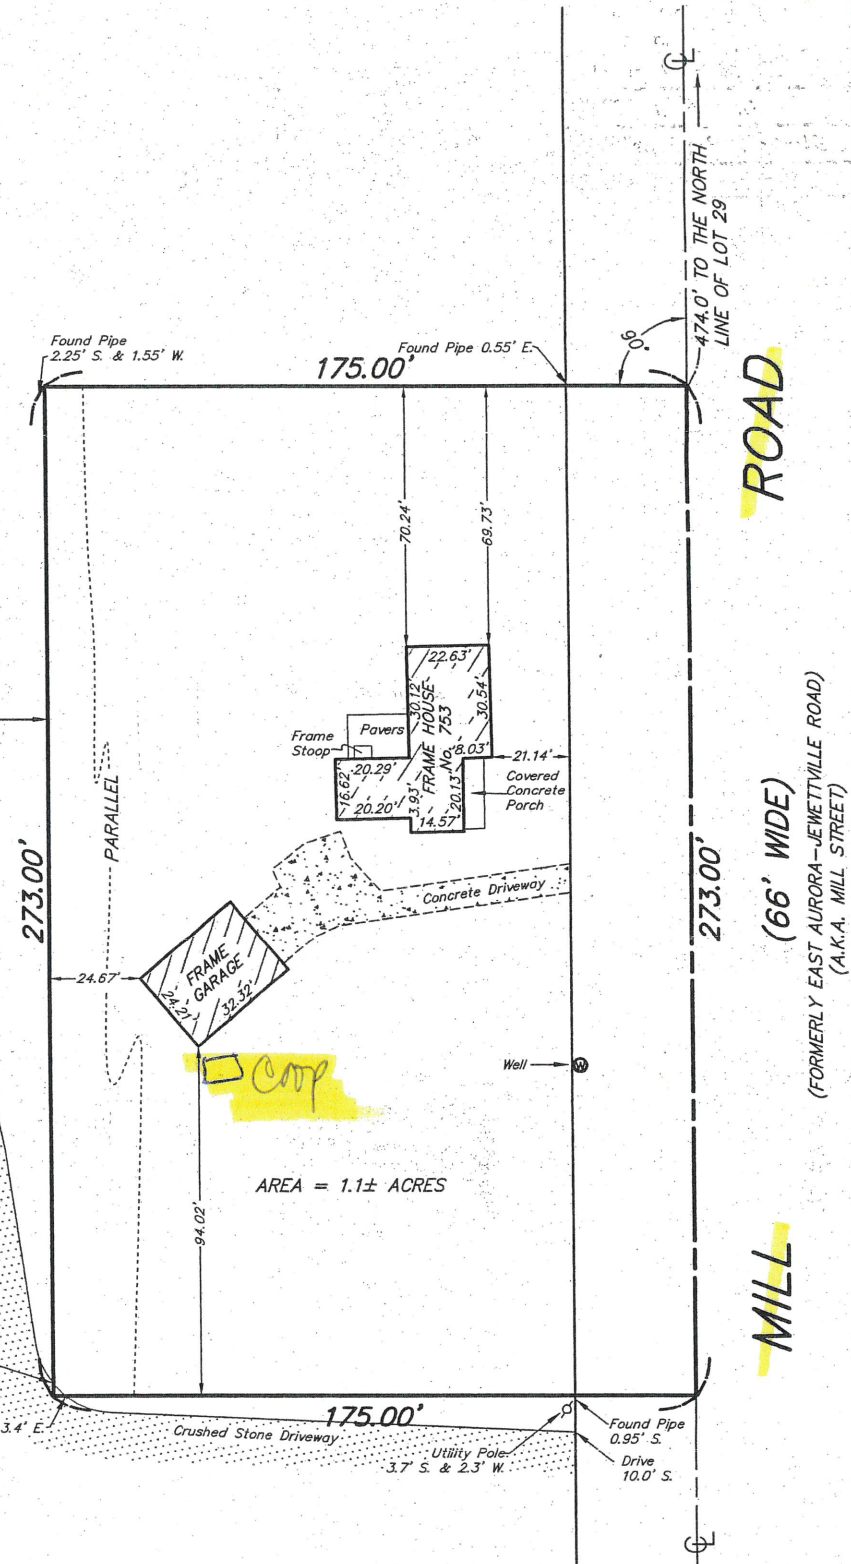 ℄
474.0' TO THE NORTH
LINE OF LOT 29
90°
Found Pipe
2.25' S. & 1.55' W.
175.00'
Found Pipe 0.55' E.
ROAD
70.24'
69.73'
22.63'
30.12'
FRAME HOUSE
No. 753
30.54'
Frame
Stoop
Pavers
8.03'
21.14'
20.29'
16.62'
20.20'
3.93'
20.13'
14.57'
Covered
Concrete
Porch
PARALLEL
273.00'
Concrete Driveway
273.00'
(66' WIDE)
(FORMERLY EAST AURORA-JEWETTVILLE ROAD)
(A.K.A. MILL STREET)
24.67'
FRAME
GARAGE
24.21'
32.32'
Coop
Well
W
AREA = 1.1± ACRES
94.02'
MILL
3.4' E.
175.00'
Crushed Stone Driveway
Utility Pole
3.7' S. & 2.3' W.
Found Pipe
0.95' S.
Drive
10.0' S.
℄